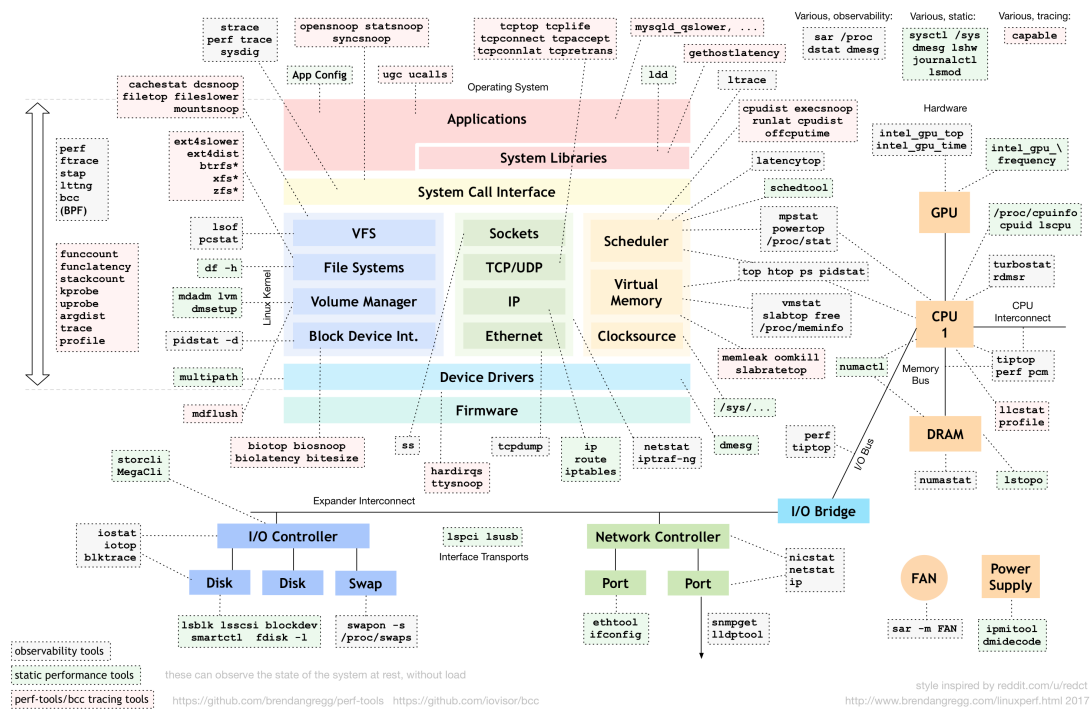 strace
perf trace
sysdig
opensnoop statsnoop
syncsnoop
tcptop tcplife
tcpconnect tcpaccept
tcpconnlat tcpretrans
mysqld_qslower, ...
gethostlatency
Various, observability:
sar /proc
dstat dmesg
Various, static:
sysctl /sys
dmesg lshw
journalctl
lsmod
Various, tracing:
capable
App Config
ugc ucalls
ldd
ltrace
Operating System
cachestat dcsnoop
filetop fileslower
mountsnoop
Applications
System Libraries
System Call Interface
cpudist execsnoop
runlat cpudist
offcputime
Hardware
intel_gpu_top
intel_gpu_time
intel_gpu_\
frequency
perf
ftrace
stap
lttng
bcc
(BPF)
ext4slower
ext4dist
btrfs*
xfs*
zfs*
latencytop
schedtool
GPU
lsof
pcstat
VFS
Sockets
Scheduler
mpstat
powertop
/proc/stat
/proc/cpuinfo
cpuid lscpu
funccount
funclatency
stackcount
kprobe
uprobe
argdist
trace
profile
df -h
File Systems
TCP/UDP
top htop ps pidstat
turbostat
rdmsr
Linux Kernel
mdadm lvm
dmsetup
Volume Manager
IP
Virtual
Memory
vmstat
slabtop free
/proc/meminfo
CPU
1
CPU
Interconnect
pidstat -d
Block Device Int.
Ethernet
Clocksource
memleak oomkill
slabratetop
numactl
Memory
Bus
tiptop
perf pcm
multipath
Device Drivers
mdflush
Firmware
/sys/...
llcstat
profile
DRAM
biotop biosnoop
biolatency bitesize
ss
hardirqs
ttysnoop
tcpdump
ip
route
iptables
netstat
iptraf-ng
dmesg
perf
tiptop
I/O Bus
numastat
lstopo
storcli
MegaCli
Expander Interconnect
I/O Bridge
iostat
iotop
blktrace
I/O Controller
lspci lsusb
Interface Transports
Network Controller
nicstat
netstat
ip
Disk
Disk
Swap
Port
Port
FAN
Power
Supply
lsblk lsscsi blockdev
smartctl fdisk -l
swapon -s
/proc/swaps
ethtool
ifconfig
snmpget
lldptool
sar -m FAN
ipmitool
dmidecode
observability tools
static performance tools
these can observe the state of the system at rest, without load
perf-tools/bcc tracing tools
https://github.com/brendangregg/perf-tools https://github.com/iovisor/bcc
style inspired by reddit.com/u/redct
http://www.brendangregg.com/linuxperf.html 2017